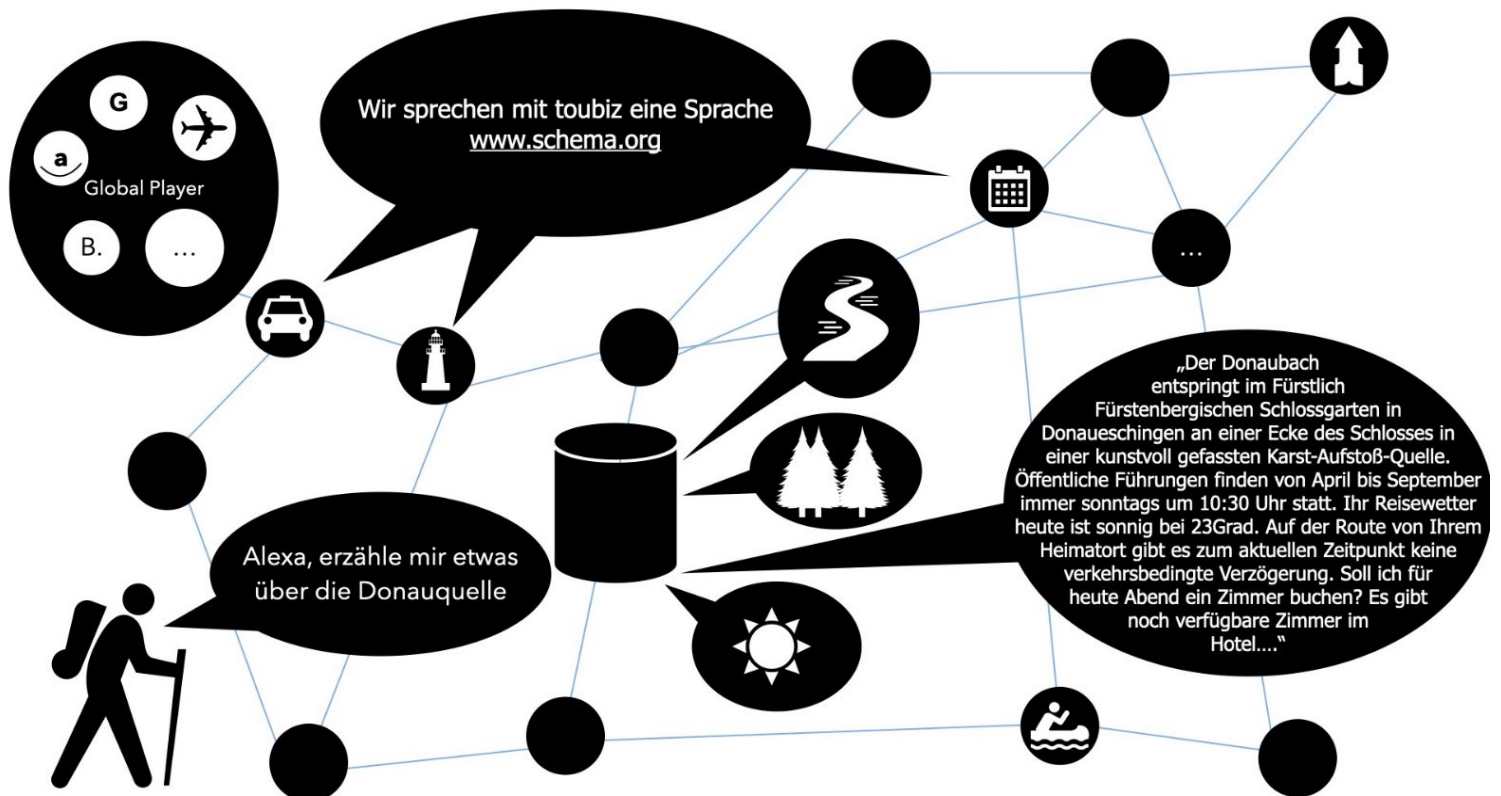 G
a
Global Player
B.
...
Wir sprechen mit toubiz eine Sprache
www.schema.org
...
„Der Donaubach
entspringt im Fürstlich
Fürstenbergischen Schlossgarten in
Donaueschingen an einer Ecke des Schlosses in
einer kunstvoll gefassten Karst-Aufstoß-Quelle.
Öffentliche Führungen finden von April bis September
immer sonntags um 10:30 Uhr statt. Ihr Reisewetter
heute ist sonnig bei 23Grad. Auf der Route von Ihrem
Heimatort gibt es zum aktuellen Zeitpunkt keine
verkehrsbedingte Verzögerung. Soll ich für
heute Abend ein Zimmer buchen? Es gibt
noch verfügbare Zimmer im
Hotel....“
Alexa, erzähle mir etwas
über die Donauquelle